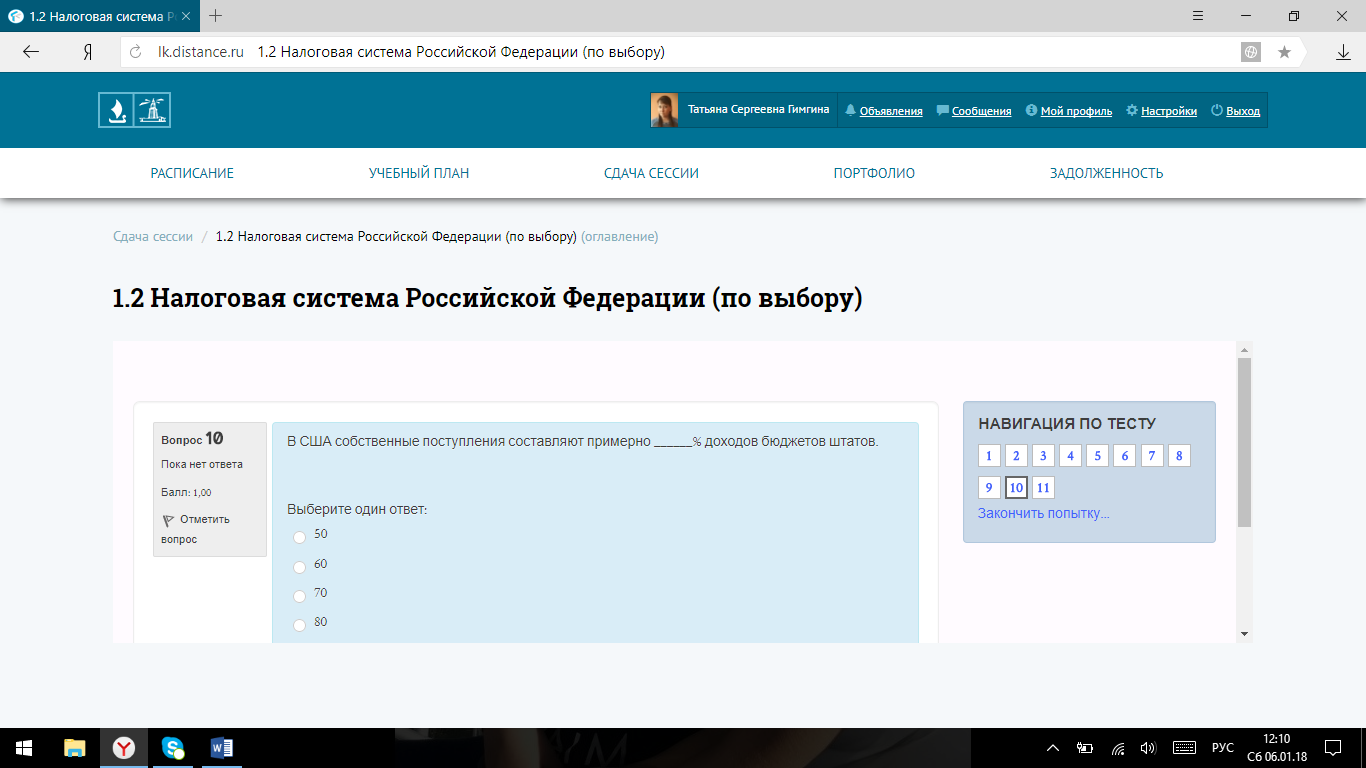 1.2 Налоговая система Р
lk.distance.ru 1.2 Налоговая система Российской Федерации (по выбору)
Татьяна Сергеевна Гимгина Объявления Сообщения Мой профиль Настройки Выход
РАСПИСАНИЕ УЧЕБНЫЙ ПЛАН СДАЧА СЕССИИ ПОРТФОЛИО ЗАДОЛЖЕННОСТЬ
Сдача сессии / 1.2 Налоговая система Российской Федерации (по выбору) (оглавление)
1.2 Налоговая система Российской Федерации (по выбору)
Вопрос 10
Пока нет ответа
Балл: 1,00
Отметить
вопрос
В США собственные поступления составляют примерно ______% доходов бюджетов штатов.
Выберите один ответ:
50
60
70
80
НАВИГАЦИЯ ПО ТЕСТУ
1 2 3 4 5 6 7 8
9 10 11
Закончить попытку...
РУС
12:10
Сб 06.01.18